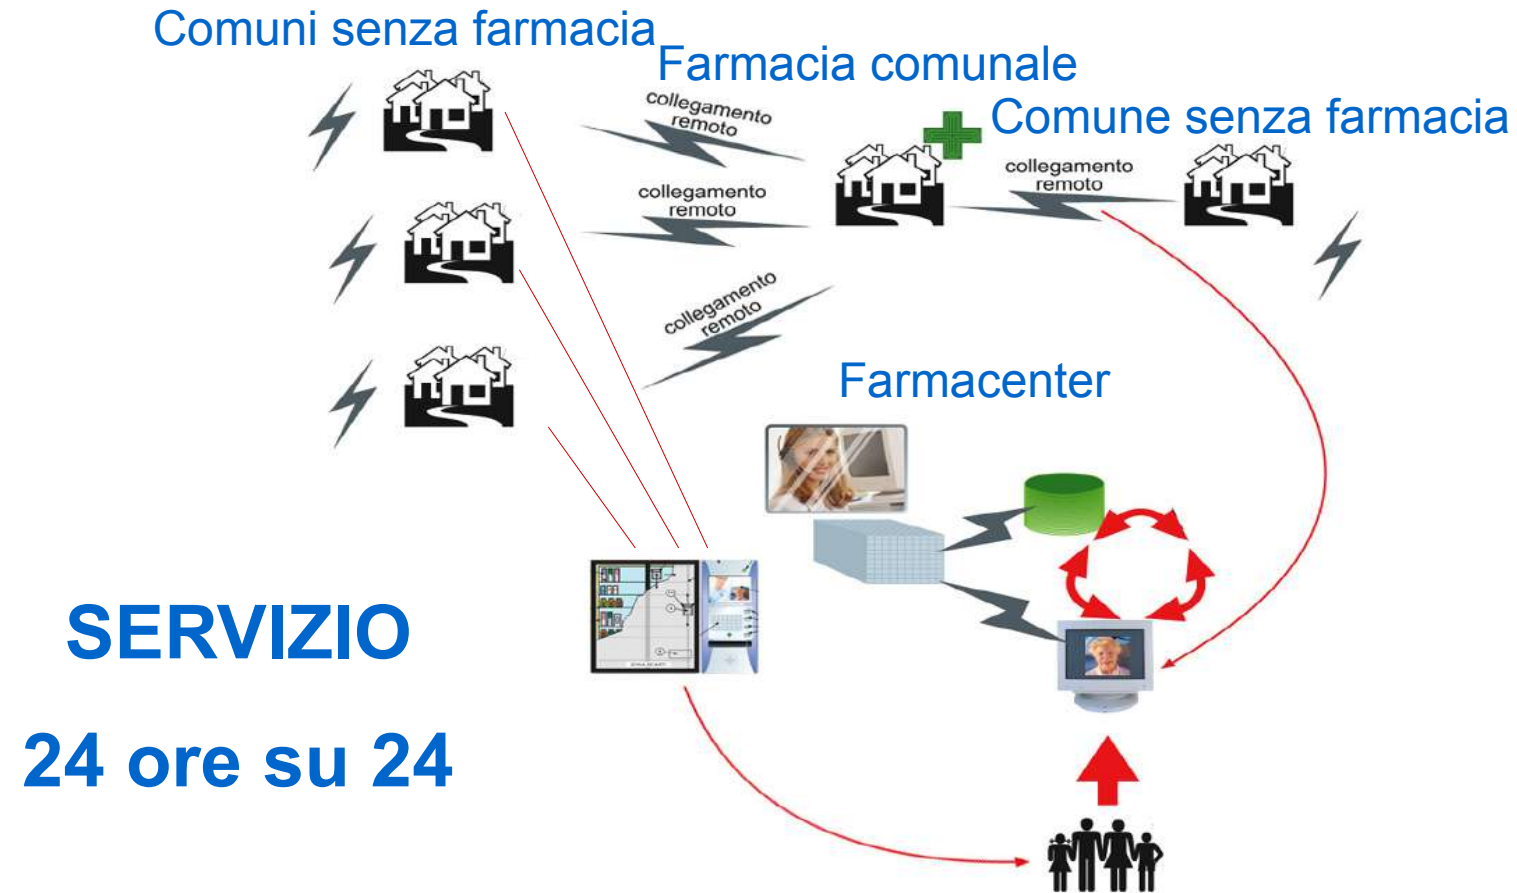 Comuni senza farmacia
Farmacia comunale
Comune senza farmacia
collegamento
remoto
collegamento
remoto
collegamento
remoto
collegamento
remoto
Farmacenter
SERVIZIO
24 ore su 24